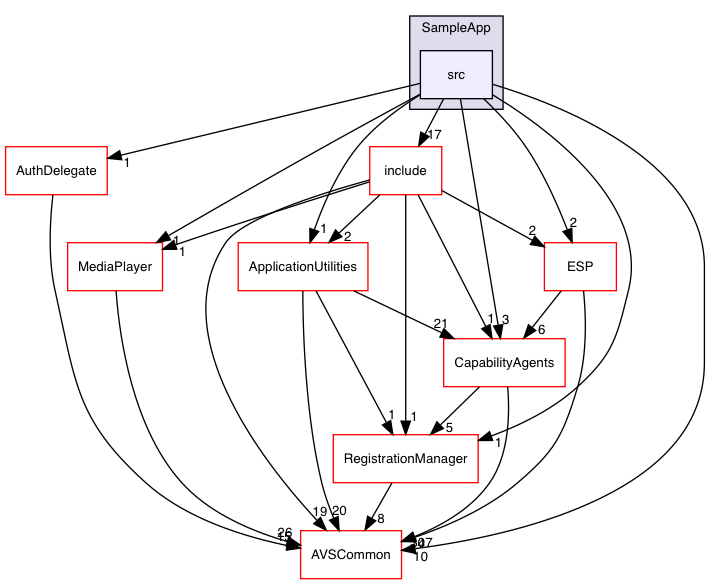 SampleApp
src
17
AuthDelegate
1
include
1
1
1
2
2
2
MediaPlayer
ApplicationUtilities
ESP
21
1
3
6
CapabilityAgents
1
1
5
1
RegistrationManager
19
20
8
26
10
AVSCommon